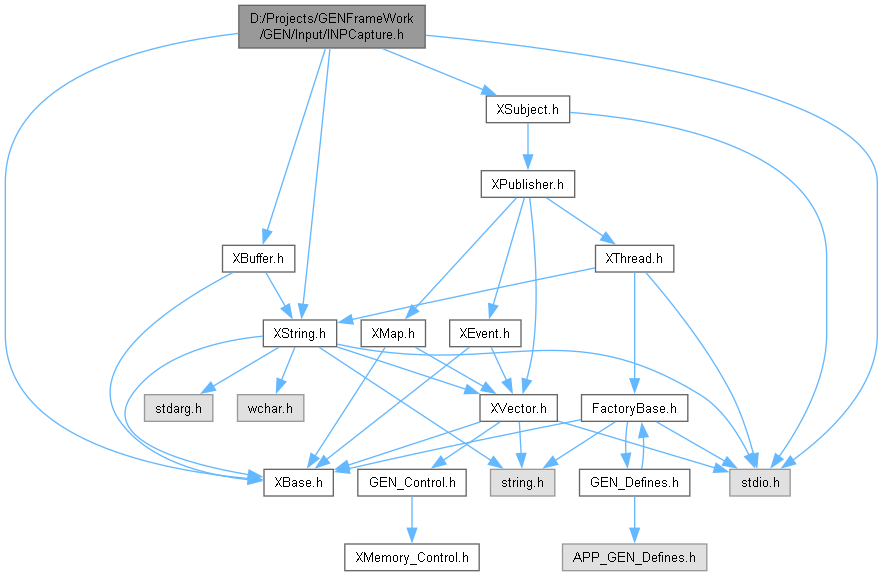 D:/Projects/GENFrameWork
/GEN/Input/INPCapture.h
XSubject.h
XPublisher.h
XBuffer.h
XThread.h
XString.h
XMap.h
XEvent.h
stdarg.h
wchar.h
XVector.h
FactoryBase.h
XBase.h
GEN_Control.h
string.h
GEN_Defines.h
stdio.h
XMemory_Control.h
APP_GEN_Defines.h